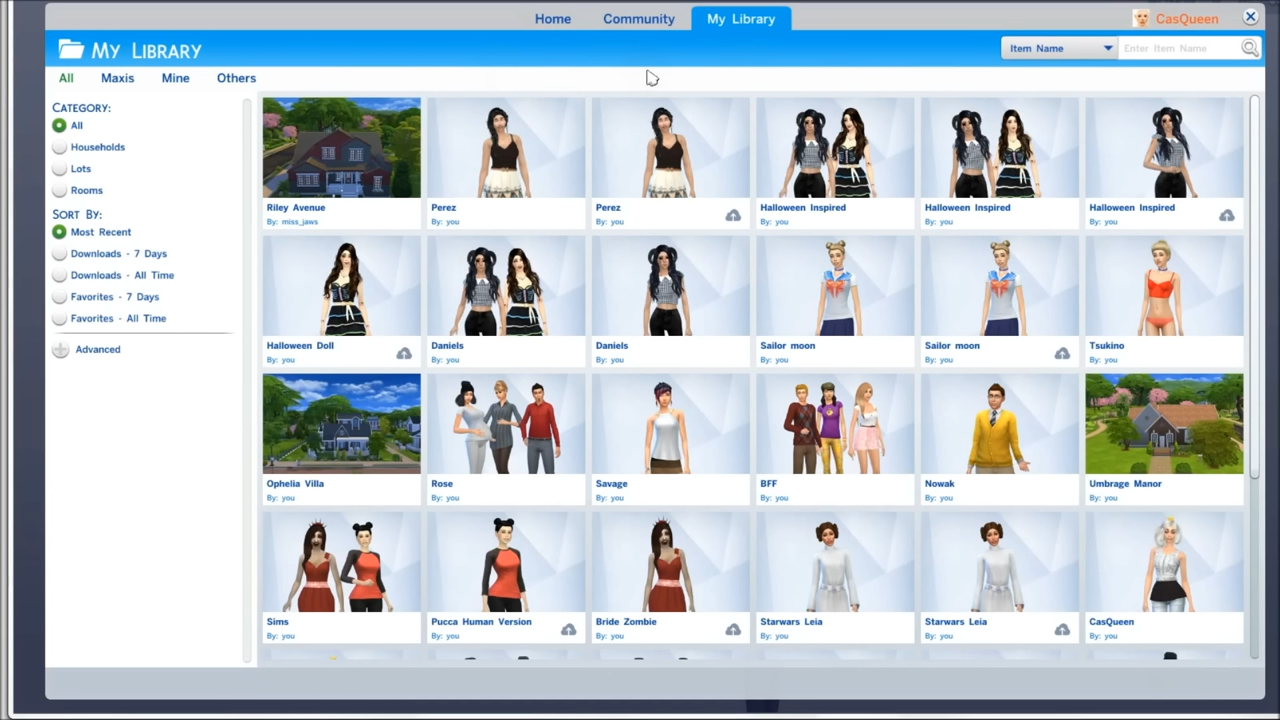 Home Community My Library CasQueen
My Library Item Name Enter Item Name
All Maxis Mine Others
Category:
All
Households
Lots
Rooms
Sort By:
Most Recent
Downloads - 7 Days
Downloads - All Time
Favorites - 7 Days
Favorites - All Time
Advanced
Riley Avenue Perez Perez Halloween Inspired Halloween Inspired Halloween Inspired
By: miss_jaws By: you By: you By: you By: you By: you
Halloween Doll Daniels Daniels Sailor moon Sailor moon Tsukino
By: you By: you By: you By: you By: you By: you
Ophelia Villa Rose Savage BFF Nowak Umbrage Manor
By: you By: you By: you By: you By: you By: you
Sims Pucca Human Version Bride Zombie Starwars Leia Starwars Leia CasQueen
By: you By: you By: you By: you By: you By: you